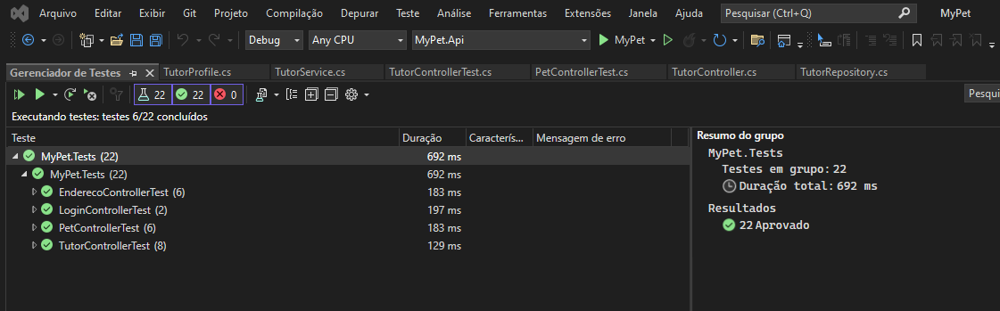 Arquivo Editar Exibir Git Projeto Compilação Depurar Teste Análise Ferramentas Extensões Janela Ajuda Pesquisar (Ctrl+Q) MyPet
Debug Any CPU MyPet.Api MyPet
Gerenciador de Testes TutorProfile.cs TutorService.cs TutorControllerTest.cs PetControllerTest.cs TutorController.cs TutorRepository.cs
22 22 0 Pesqui
Executando testes: testes 6/22 concluídos
Teste Duração Caracterís... Mensagem de erro
MyPet.Tests (22) 692 ms
MyPet.Tests (22) 692 ms
EnderecoControllerTest (6) 183 ms
LoginControllerTest (2) 197 ms
PetControllerTest (6) 183 ms
TutorControllerTest (8) 129 ms
Resumo do grupo
MyPet.Tests
Testes em grupo: 22
Duração total: 692 ms
Resultados
22 Aprovado